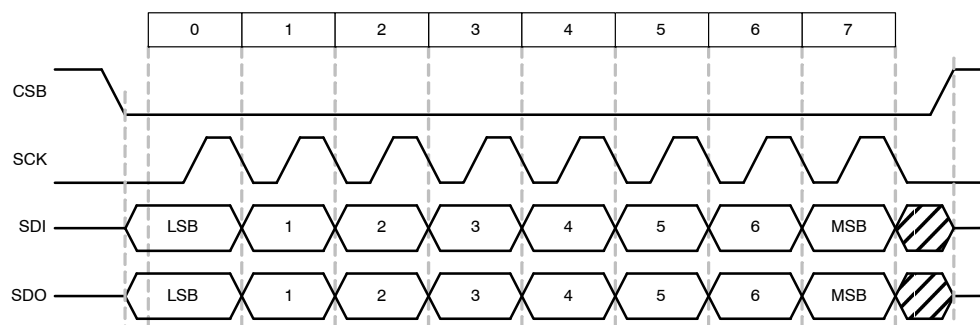 0 1 2 3 4 5 6 7
CSB
SCK
SDI LSB 1 2 3 4 5 6 MSB
SDO LSB 1 2 3 4 5 6 MSB